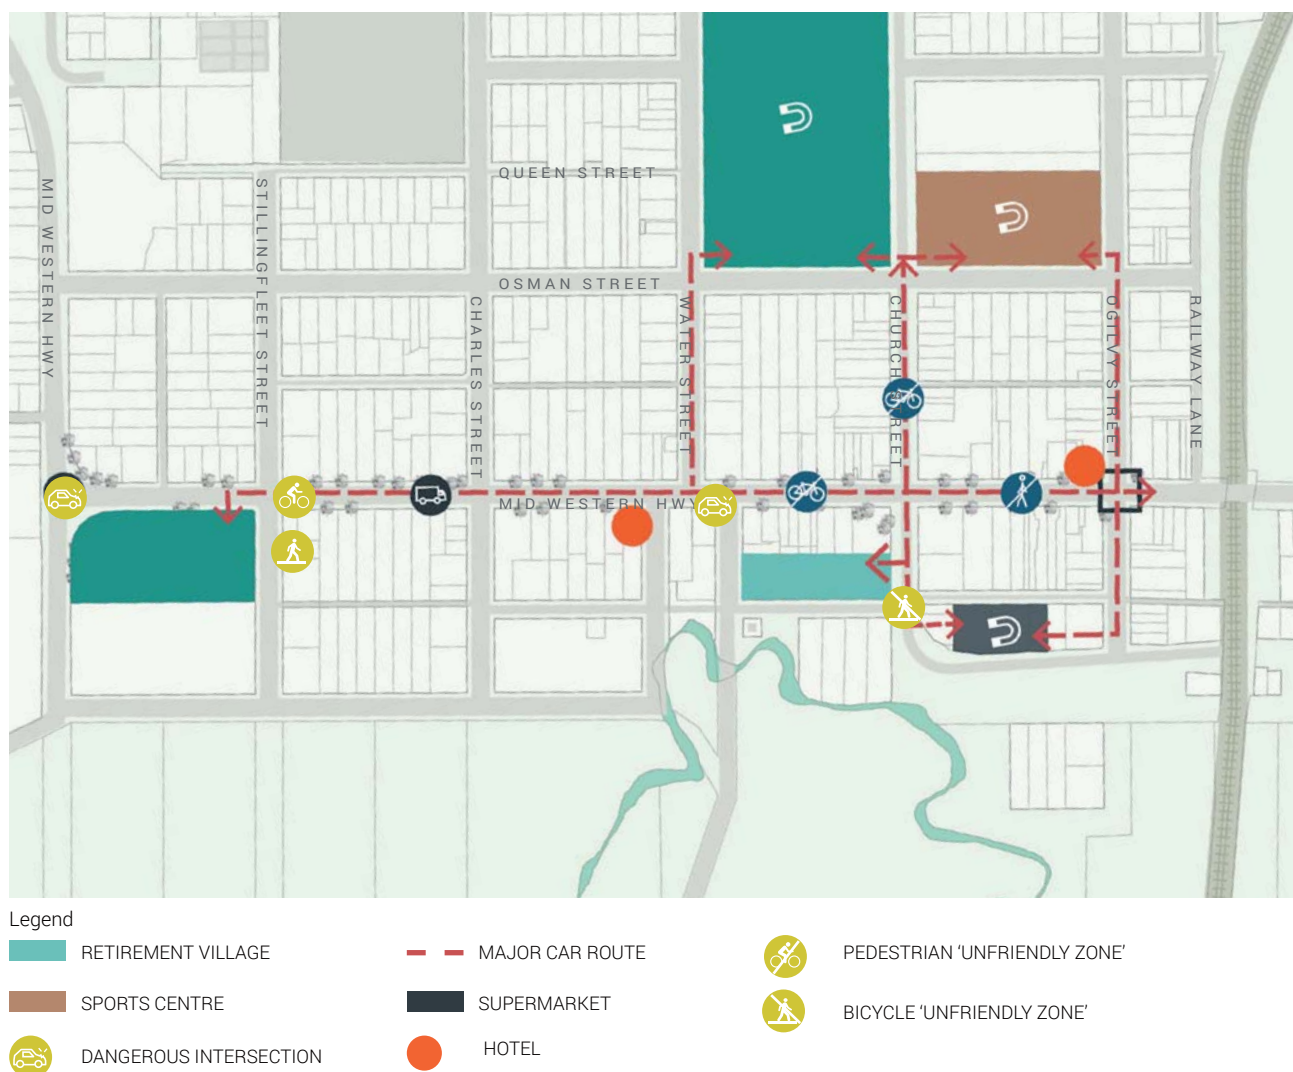 QUEEN STREET
MID WESTERN HWY
STILLINGFLEET STREET
OSMAN STREET
CHARLES STREET
WATER STREET
CHURCH STREET
OGILVY STREET
RAILWAY LANE
MID WESTERN HWY
Legend
RETIREMENT VILLAGE
MAJOR CAR ROUTE
PEDESTRIAN ‘UNFRIENDLY ZONE’
SPORTS CENTRE
SUPERMARKET
BICYCLE ‘UNFRIENDLY ZONE’
DANGEROUS INTERSECTION
HOTEL